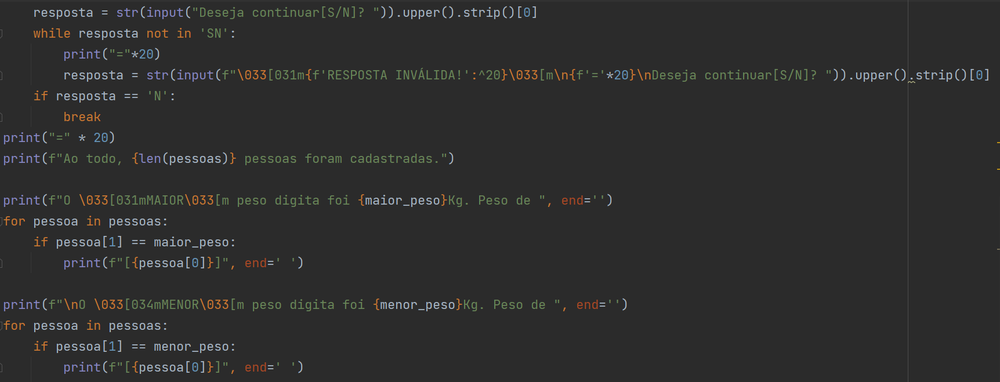 resposta = str(input("Deseja continuar[S/N]? ")).upper().strip()[0]
while resposta not in 'SN':
print("="*20)
resposta = str(input(f"\033[031m{f'RESPOSTA INVÁLIDA!':^20}\033[m\n{f'='*20}\nDeseja continuar[S/N]? ")).upper().strip()[0]
if resposta == 'N':
break
print("=" * 20)
print(f"Ao todo, {len(pessoas)} pessoas foram cadastradas.")
print(f"O \033[031mMAIOR\033[m peso digita foi {maior_peso}Kg. Peso de ", end='')
for pessoa in pessoas:
if pessoa[1] == maior_peso:
print(f"[{pessoa[0]}]", end=' ')
print(f"\nO \033[034mMENOR\033[m peso digita foi {menor_peso}Kg. Peso de ", end='')
for pessoa in pessoas:
if pessoa[1] == menor_peso:
print(f"[{pessoa[0]}]", end=' ')